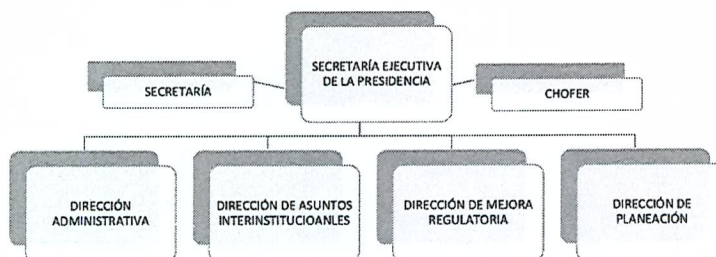 SECRETARÍA EJECUTIVA
DE LA PRESIDENCIA
SECRETARÍA
CHOFER
DIRECCIÓN
ADMINISTRATIVA
DIRECCIÓN DE ASUNTOS
INTERINSTITUCIOANLES
DIRECCIÓN DE MEJORA
REGULATORIA
DIRECCIÓN DE
PLANEACIÓN